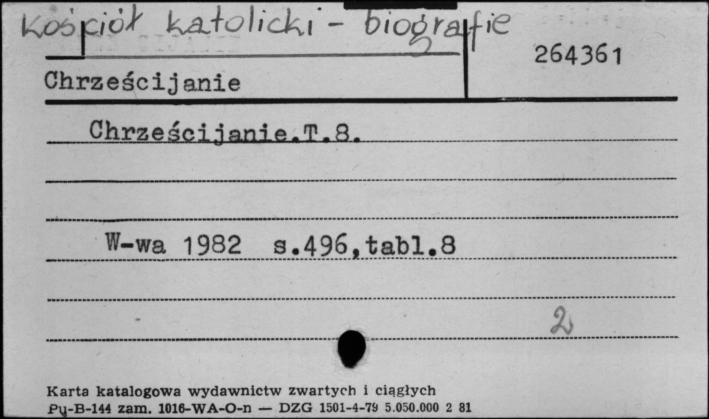 Kościół katolicki - biografie
264361
Chrześcijanie
Chrześcijanie.T.8.
W-wa 1982 s.496,tabl.8
2
Karta katalogowa wydawnictw zwartych i ciągłych
Pu-B-144 zam. 1016-WA-O-n — DZG 1501-4-79 5.050.000 2 81